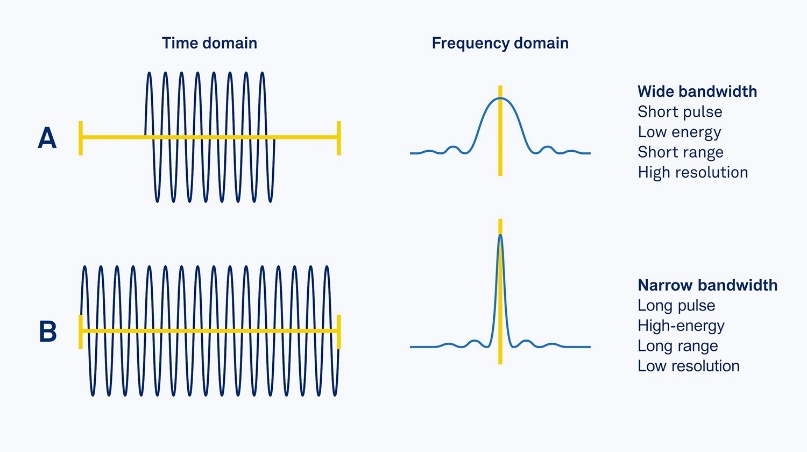 Time domain
Frequency domain
A
Wide bandwidth
Short pulse
Low energy
Short range
High resolution
B
Narrow bandwidth
Long pulse
High-energy
Long range
Low resolution